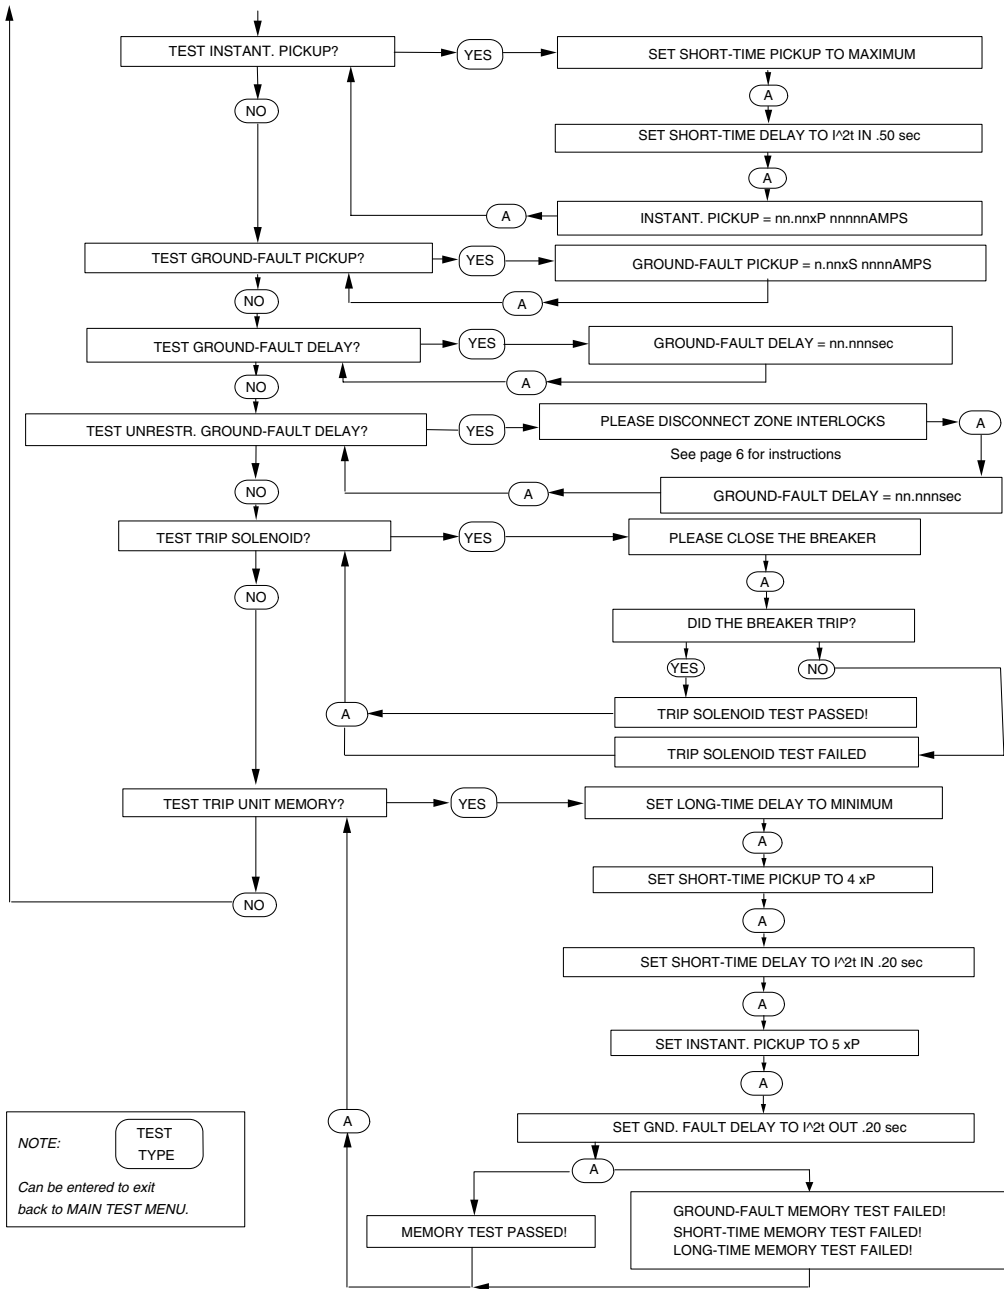 TEST INSTANT. PICKUP?
YES
SET SHORT-TIME PICKUP TO MAXIMUM
A
NO
SET SHORT-TIME DELAY TO I^2t IN .50 sec
A
A
INSTANT. PICKUP = nn.nnxP nnnnnAMPS
TEST GROUND-FAULT PICKUP?
YES
GROUND-FAULT PICKUP = n.nnxS nnnnAMPS
NO
A
TEST GROUND-FAULT DELAY?
YES
GROUND-FAULT DELAY = nn.nnnsec
NO
A
TEST UNRESTR. GROUND-FAULT DELAY?
YES
PLEASE DISCONNECT ZONE INTERLOCKS
A
See page 6 for instructions
NO
A
GROUND-FAULT DELAY = nn.nnnsec
TEST TRIP SOLENOID?
YES
PLEASE CLOSE THE BREAKER
A
NO
DID THE BREAKER TRIP?
YES
NO
A
TRIP SOLENOID TEST PASSED!
TRIP SOLENOID TEST FAILED
TEST TRIP UNIT MEMORY?
YES
SET LONG-TIME DELAY TO MINIMUM
A
SET SHORT-TIME PICKUP TO 4 xP
NO
A
SET SHORT-TIME DELAY TO I^2t IN .20 sec
A
SET INSTANT. PICKUP TO 5 xP
A
A
SET GND. FAULT DELAY TO I^2t OUT .20 sec
A
NOTE:
TEST
TYPE
Can be entered to exit
back to MAIN TEST MENU.
MEMORY TEST PASSED!
GROUND-FAULT MEMORY TEST FAILED!
SHORT-TIME MEMORY TEST FAILED!
LONG-TIME MEMORY TEST FAILED!